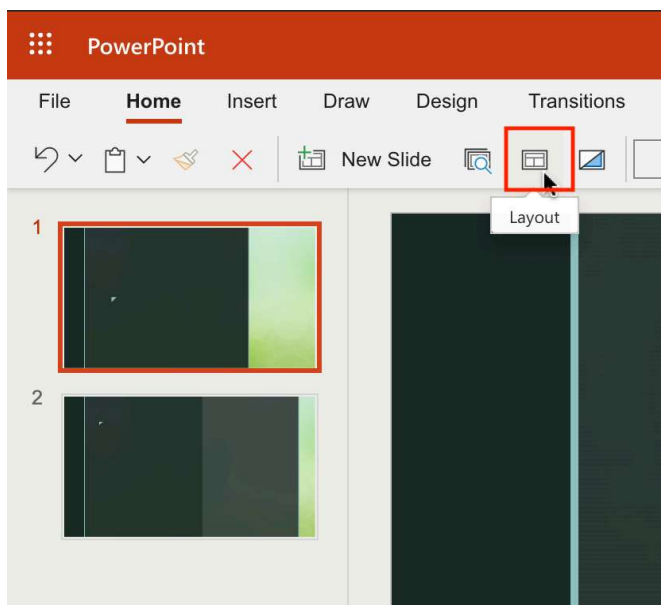 PowerPoint
File Home Insert Draw Design Transitions
New Slide
Layout
1
2